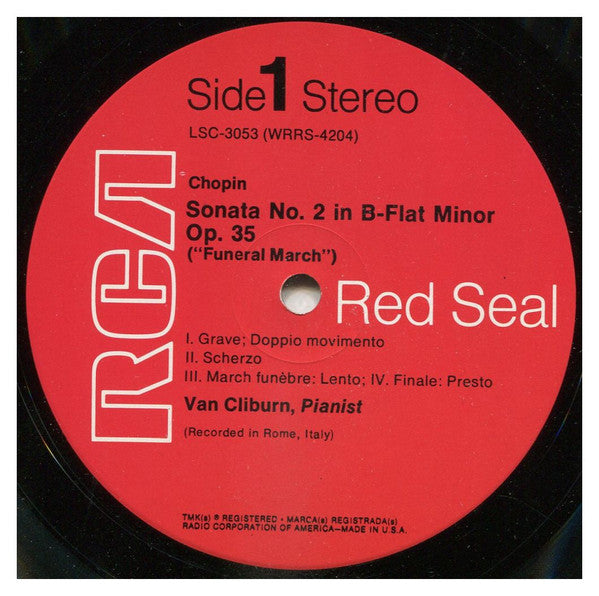 Side 1 Stereo
LSC-3053 (WRRS-4204)
Chopin
Sonata No. 2 in B-Flat Minor
Op. 35
("Funeral March")
RCA
Red Seal
I. Grave; Doppio movimento
II. Scherzo
III. March funèbre: Lento; IV. Finale: Presto
Van Cliburn, Pianist
(Recorded in Rome, Italy)
TMK(s) ® REGISTERED • MARCA(s) REGISTRADA(s)
RADIO CORPORATION OF AMERICA—MADE IN U.S.A.